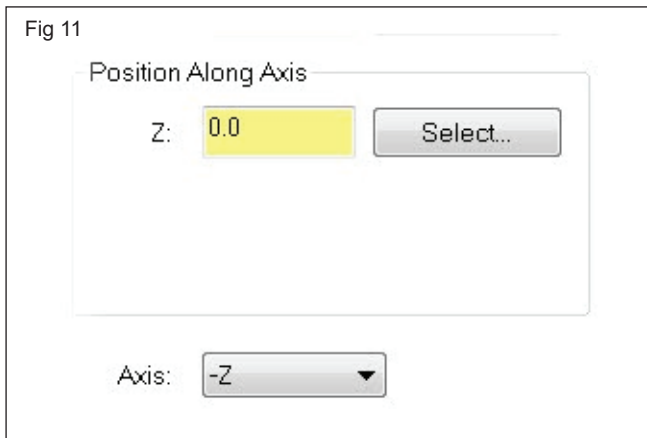 Fig 11
Position Along Axis
Z: 0.0 Select...
Axis: -Z